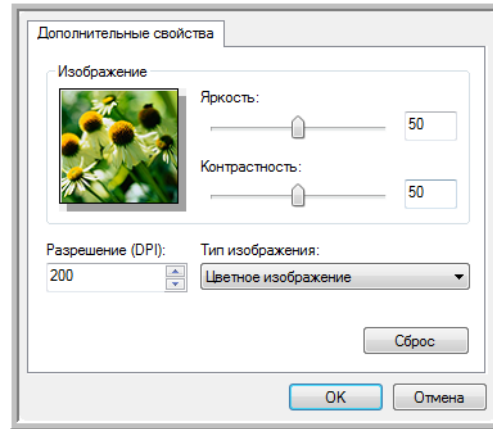 Дополнительные свойства
Изображение
Яркость:
50
Контрастность:
50
Разрешение (DPI): Тип изображения:
200 Цветное изображение
Сброс
OK Отмена